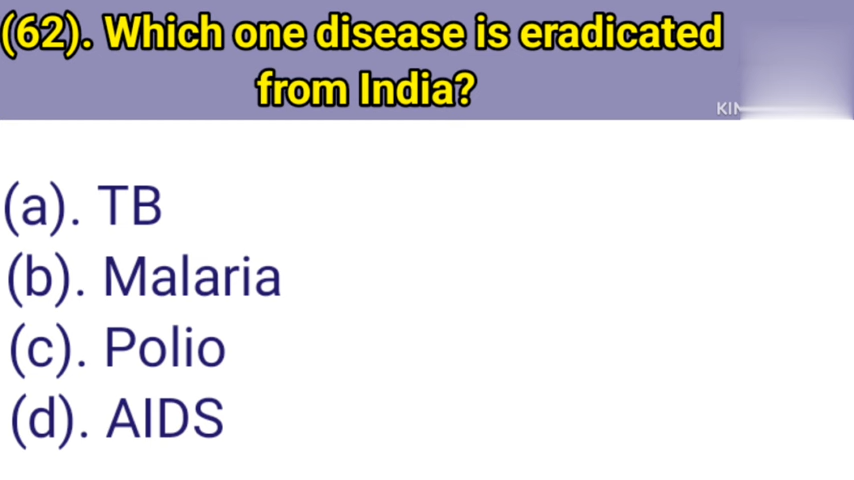 (62). Which one disease is eradicated
from India?
(a). TB
(b). Malaria
(c). Polio
(d). AIDS